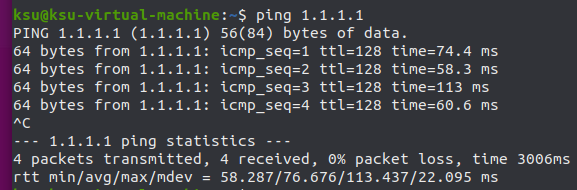 ksu@ksu-virtual-machine:~$ ping 1.1.1.1
PING 1.1.1.1 (1.1.1.1) 56(84) bytes of data.
64 bytes from 1.1.1.1: icmp_seq=1 ttl=128 time=74.4 ms
64 bytes from 1.1.1.1: icmp_seq=2 ttl=128 time=58.3 ms
64 bytes from 1.1.1.1: icmp_seq=3 ttl=128 time=113 ms
64 bytes from 1.1.1.1: icmp_seq=4 ttl=128 time=60.6 ms
^C
--- 1.1.1.1 ping statistics ---
4 packets transmitted, 4 received, 0% packet loss, time 3006ms
rtt min/avg/max/mdev = 58.287/76.676/113.437/22.095 ms